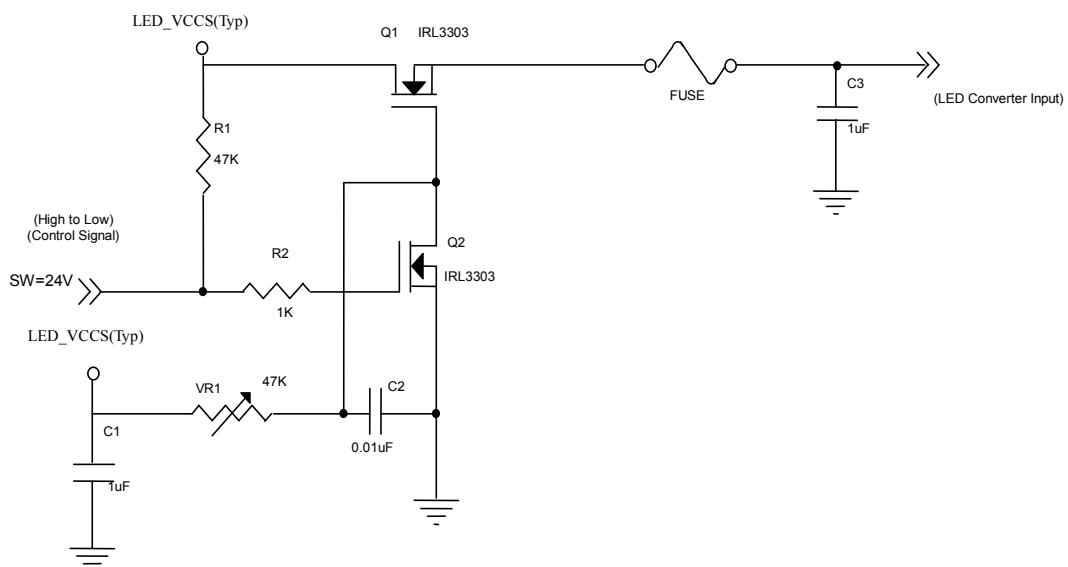 LED_VCCS(Typ)
Q1 IRL3303
FUSE
C3
(LED Converter Input)
1uF
R1
47K
(High to Low)
(Control Signal)
SW=24V
R2
1K
Q2
IRL3303
LED_VCCS(Typ)
VR1
47K
C2
0.01uF
C1
1uF